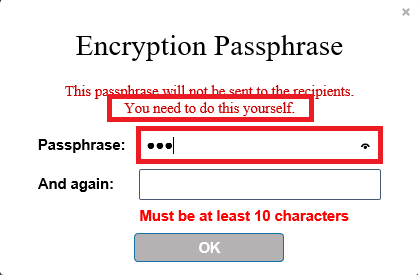 Encryption Passphrase
This passphrase will not be sent to the recipients.
You need to do this yourself.
Passphrase: ●●●
And again:
Must be at least 10 characters
OK